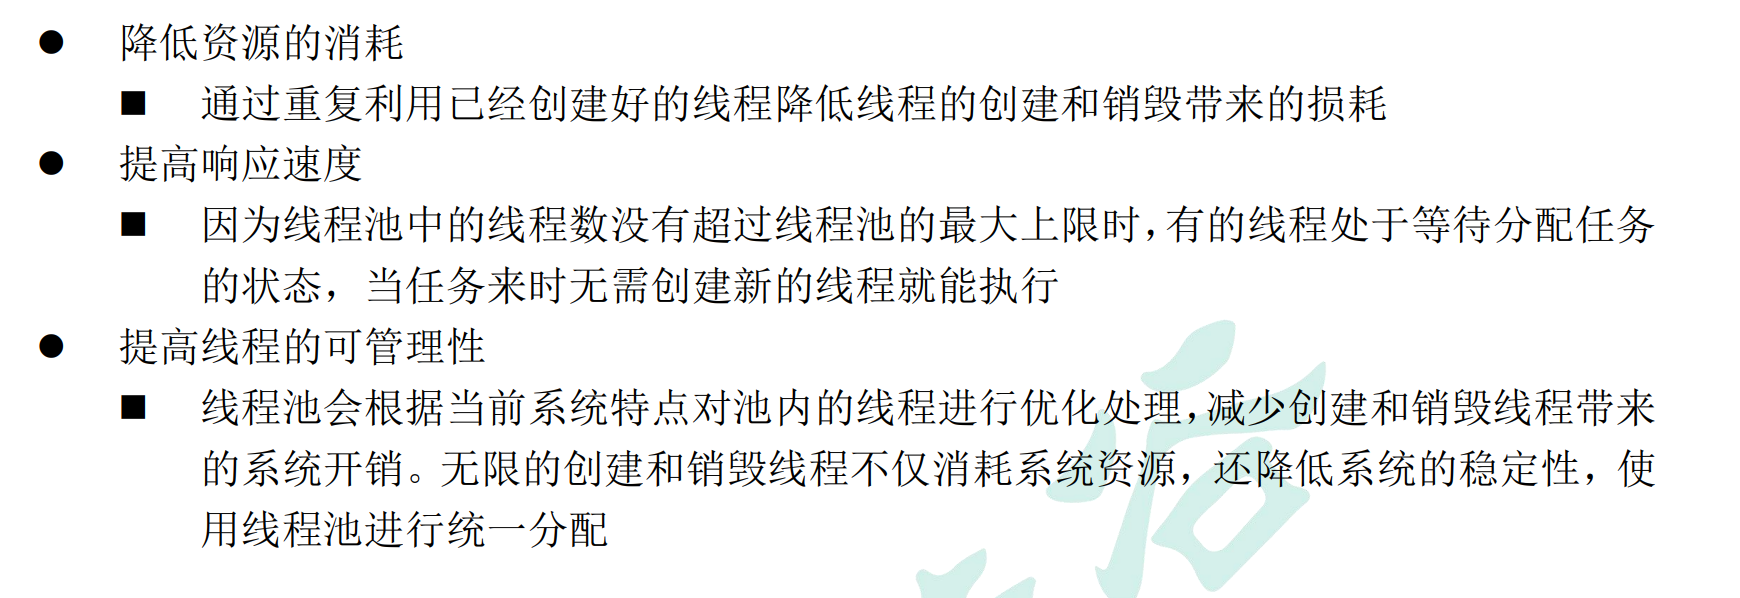 ● 降低资源的消耗
■ 通过重复利用已经创建好的线程降低线程的创建和销毁带来的损耗
● 提高响应速度
■ 因为线程池中的线程数没有超过线程池的最大上限时，有的线程处于等待分配任务
的状态，当任务来时无需创建新的线程就能执行
● 提高线程的可管理性
■ 线程池会根据当前系统特点对池内的线程进行优化处理，减少创建和销毁线程带来
的系统开销。无限的创建和销毁线程不仅消耗系统资源，还降低系统的稳定性，使
用线程池进行统一分配